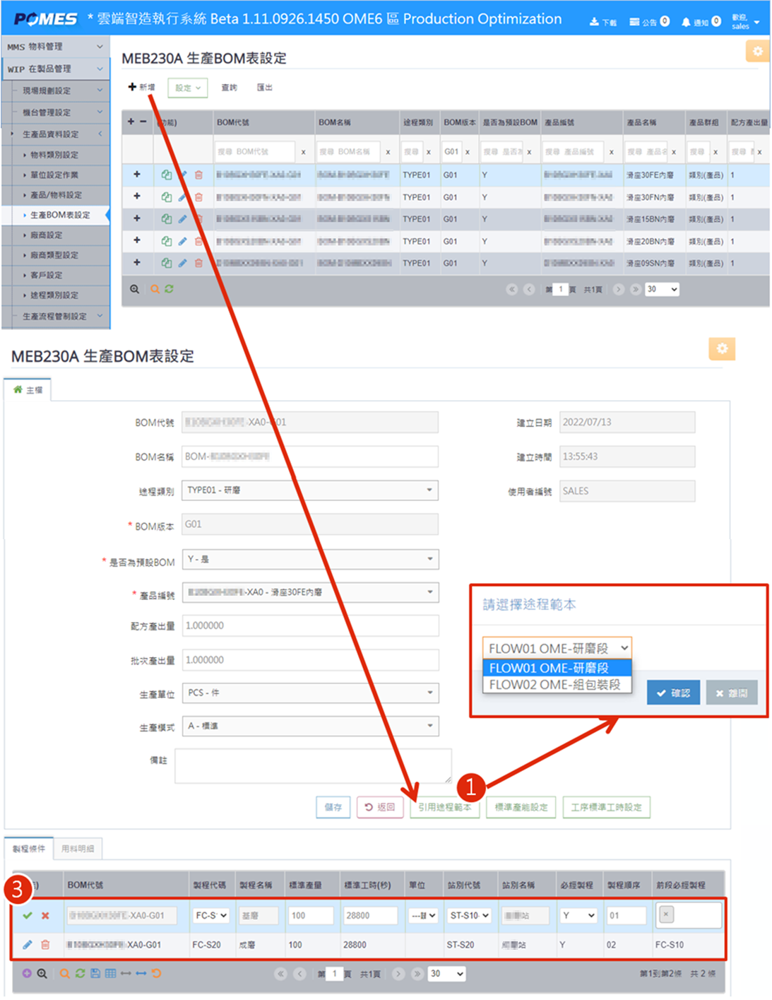 POMES * 雲端智造執行系統 Beta 1.11.0926.1450 OME6 區 Production Optimization 下載 公告 0 通知 0 歡迎, sales
MMS 物料管理
WIP 在製品管理
現場規劃設定
機台管理設定
生產品資料設定
物料類別設定
單位設定作業
產品/物料設定
生產BOM表設定
廠商設定
廠商類型設定
客戶設定
途程類別設定
生產流程管制設定
MEB230A 生產BOM表設定
新增 設定 查詢 匯出
功能) BOM代號 BOM名稱 途程類別 BOM版本 是否為預設BOM 產品編號 產品名稱 產品群組 配方產出量
搜尋 BOM代號 x 搜尋 BOM名稱 x 搜尋 x G01 x 搜尋 是否為 x 搜尋 產品編號 x 搜尋 產品名 x 搜尋 x 搜尋 x
TYPE01 G01 Y 滑座30FE內磨 類別(產品) 1
TYPE01 G01 Y 滑座30FN內磨 類別(產品) 1
TYPE01 G01 Y 滑座15BN內磨 類別(產品) 1
TYPE01 G01 Y 滑座20BN內磨 類別(產品) 1
TYPE01 G01 Y 滑座09SN內磨 類別(產品) 1
第 1 頁 共1頁 30
MEB230A 生產BOM表設定
主檔
BOM代號 -XA0-G01 建立日期 2022/07/13
BOM名稱 BOM- 建立時間 13:55:43
途程類別 TYPE01 - 研磨 使用者編號 SALES
* BOM版本 G01
* 是否為預設BOM Y - 是
* 產品編號 -XA0 - 滑座30FE內磨
配方產出量 1.000000
批次產出量 1.000000
生產單位 PCS - 件
生產模式 A - 標準
備註
請選擇途程範本
FLOW01 OME-研磨段
FLOW01 OME-研磨段
FLOW02 OME-組包裝段
確認 離開
1
儲存 返回 引用途程範本 標準產能設定 工序標準工時設定
製程條件 用料明細
3
BOM代號 製程代碼 製程名稱 標準產量 標準工時(秒) 單位 站別代號 站別名稱 必經製程 製程順序 前段必經製程
-XA0-G01 FC-S 基磨 100 28800 ST-S10- 站 Y 01 ×
-XA0-G01 FC-S20 成磨 100 28800 ST-S20 站 Y 02 FC-S10
第 1 頁 共1頁 30 第1到第2條 共 2 條